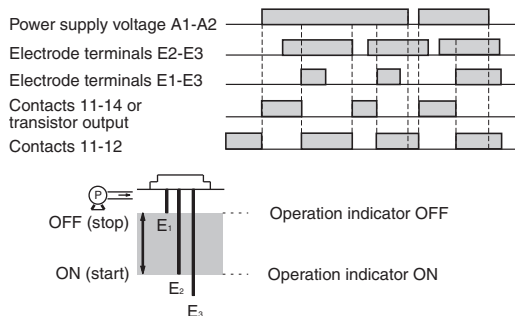 Power supply voltage A1-A2
Electrode terminals E2-E3
Electrode terminals E1-E3
Contacts 11-14 or
transistor output
Contacts 11-12
P
OFF (stop)
E1
Operation indicator OFF
ON (start)
E2
Operation indicator ON
E3